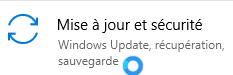 Mise à jour et sécurité
Windows Update, récupération,
sauvegarde